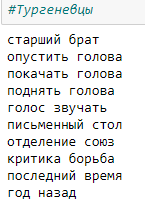 #Тургеневцы
старший брат
опустить голова
покачать голова
поднять голова
голос звучать
письменный стол
отделение союз
критика борьба
последний время
год назад